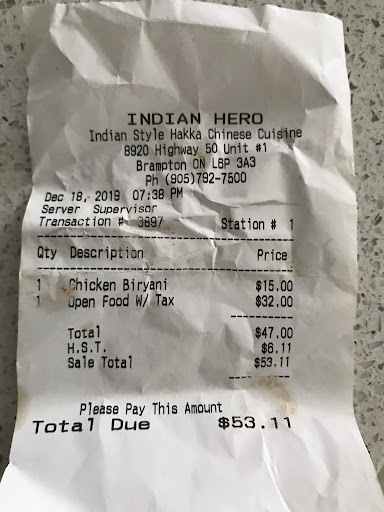 INDIAN HERO
Indian Style Hakka Chinese Cuisine
8920 Highway 50 Unit #1
Brampton ON L6P 3A3
Ph (905)792-7500
Dec 18, 2019 07:38 PM
Server Supervisor
Transaction # 3697 Station # 1
Qty Description Price
1 Chicken Biryani $15.00
1 Open Food W/ Tax $32.00
Total $47.00
H.S.T. $6.11
Sale Total $53.11
Please Pay This Amount
Total Due $53.11